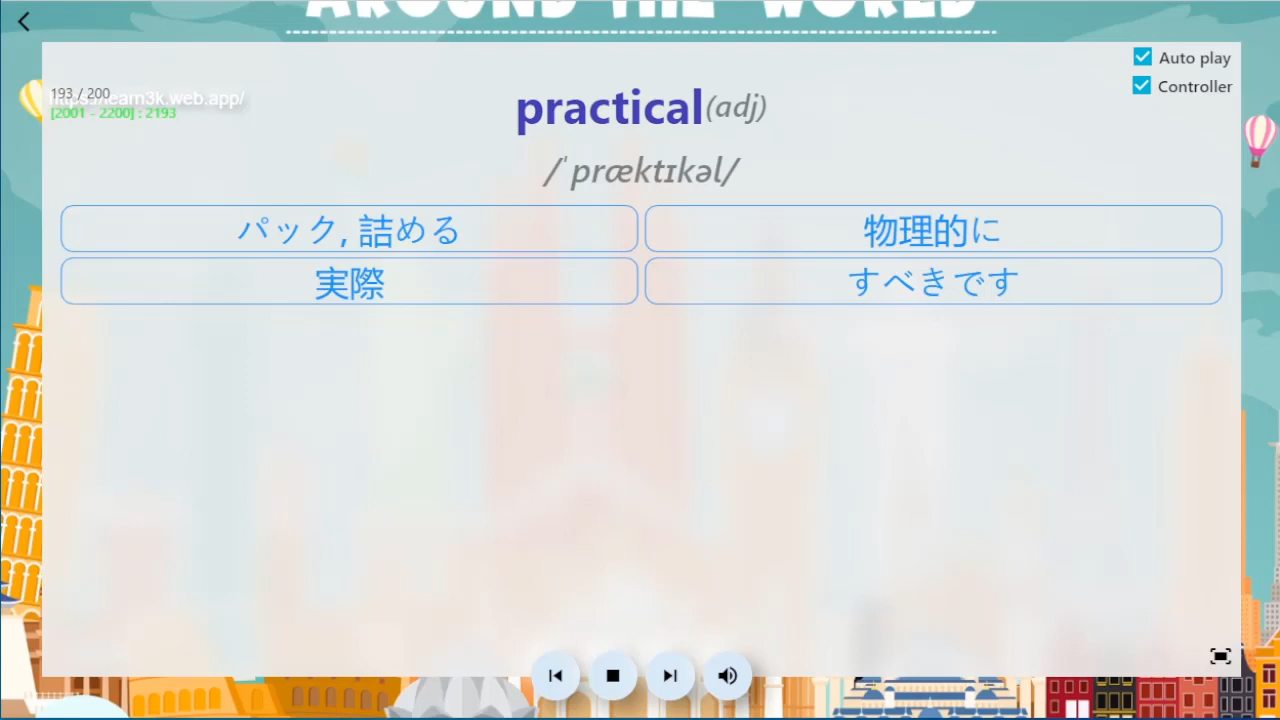 AROUND THE WORLD
Auto play
193 / 200
Controller
https://learn3k.web.app/
[2001 - 2200] : 2193
practical(adj)
/ˈpræktɪkəl/
パック, 詰める
物理的に
実際
すべきです